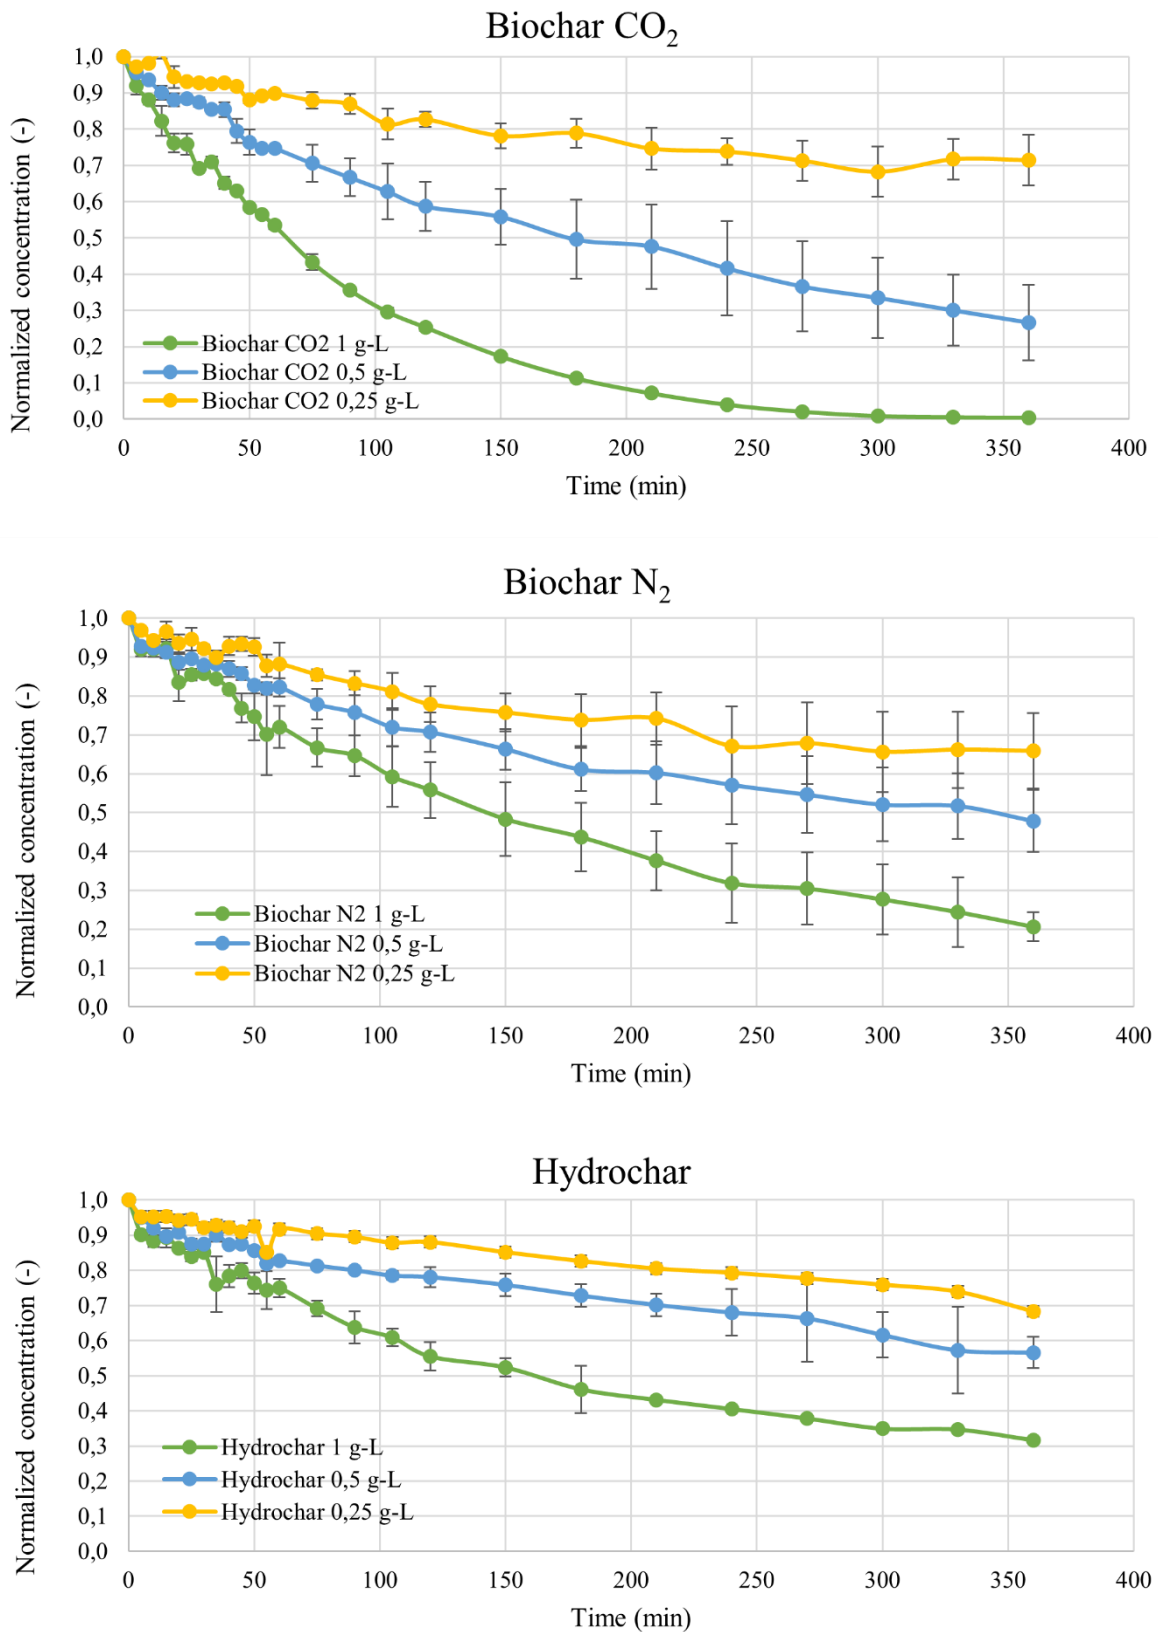 Biochar CO₂
Normalized concentration (-)
1,0
0,9
0,8
0,7
0,6
0,5
0,4
0,3
0,2
0,1
0,0
Biochar CO2 1 g-L
Biochar CO2 0,5 g-L
Biochar CO2 0,25 g-L
0 50 100 150 200 250 300 350 400
Time (min)
Biochar N₂
Normalized concentration (-)
1,0
0,9
0,8
0,7
0,6
0,5
0,4
0,3
0,2
0,1
0,0
Biochar N2 1 g-L
Biochar N2 0,5 g-L
Biochar N2 0,25 g-L
0 50 100 150 200 250 300 350 400
Time (min)
Hydrochar
Normalized concentration (-)
1,0
0,9
0,8
0,7
0,6
0,5
0,4
0,3
0,2
0,1
0,0
Hydrochar 1 g-L
Hydrochar 0,5 g-L
Hydrochar 0,25 g-L
0 50 100 150 200 250 300 350 400
Time (min)